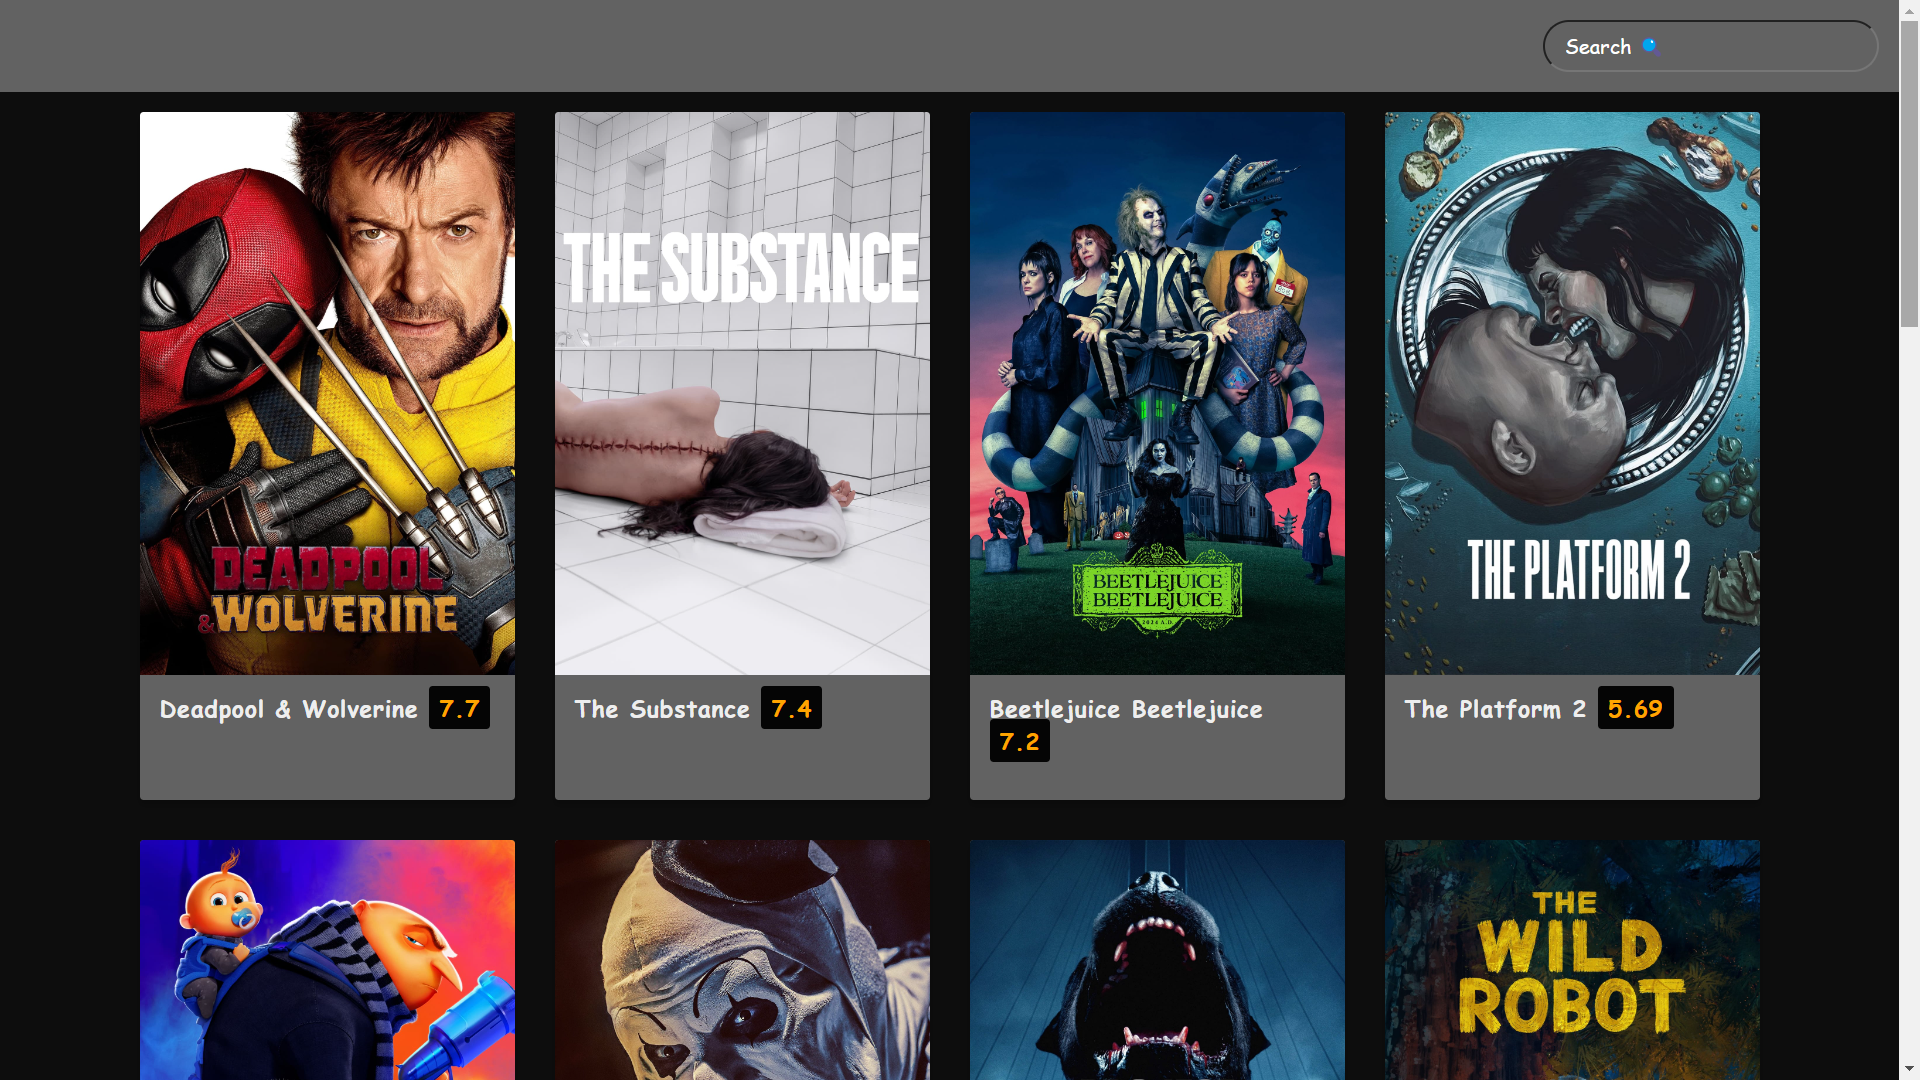 Search
DEADPOOL
& WOLVERINE
THE SUBSTANCE
BEETLEJUICE
BEETLEJUICE
2024 A.D.
THE PLATFORM 2
Deadpool & Wolverine 7.7
The Substance 7.4
Beetlejuice Beetlejuice
7.2
The Platform 2 5.69
THE
WILD
ROBOT